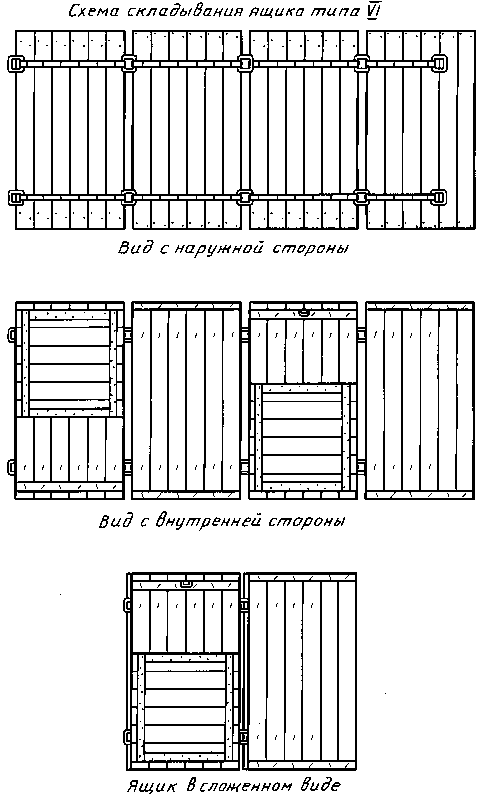 Схема складывания ящика типа VI
Вид с наружной стороны
Вид с внутренней стороны
Ящик в сложенном виде